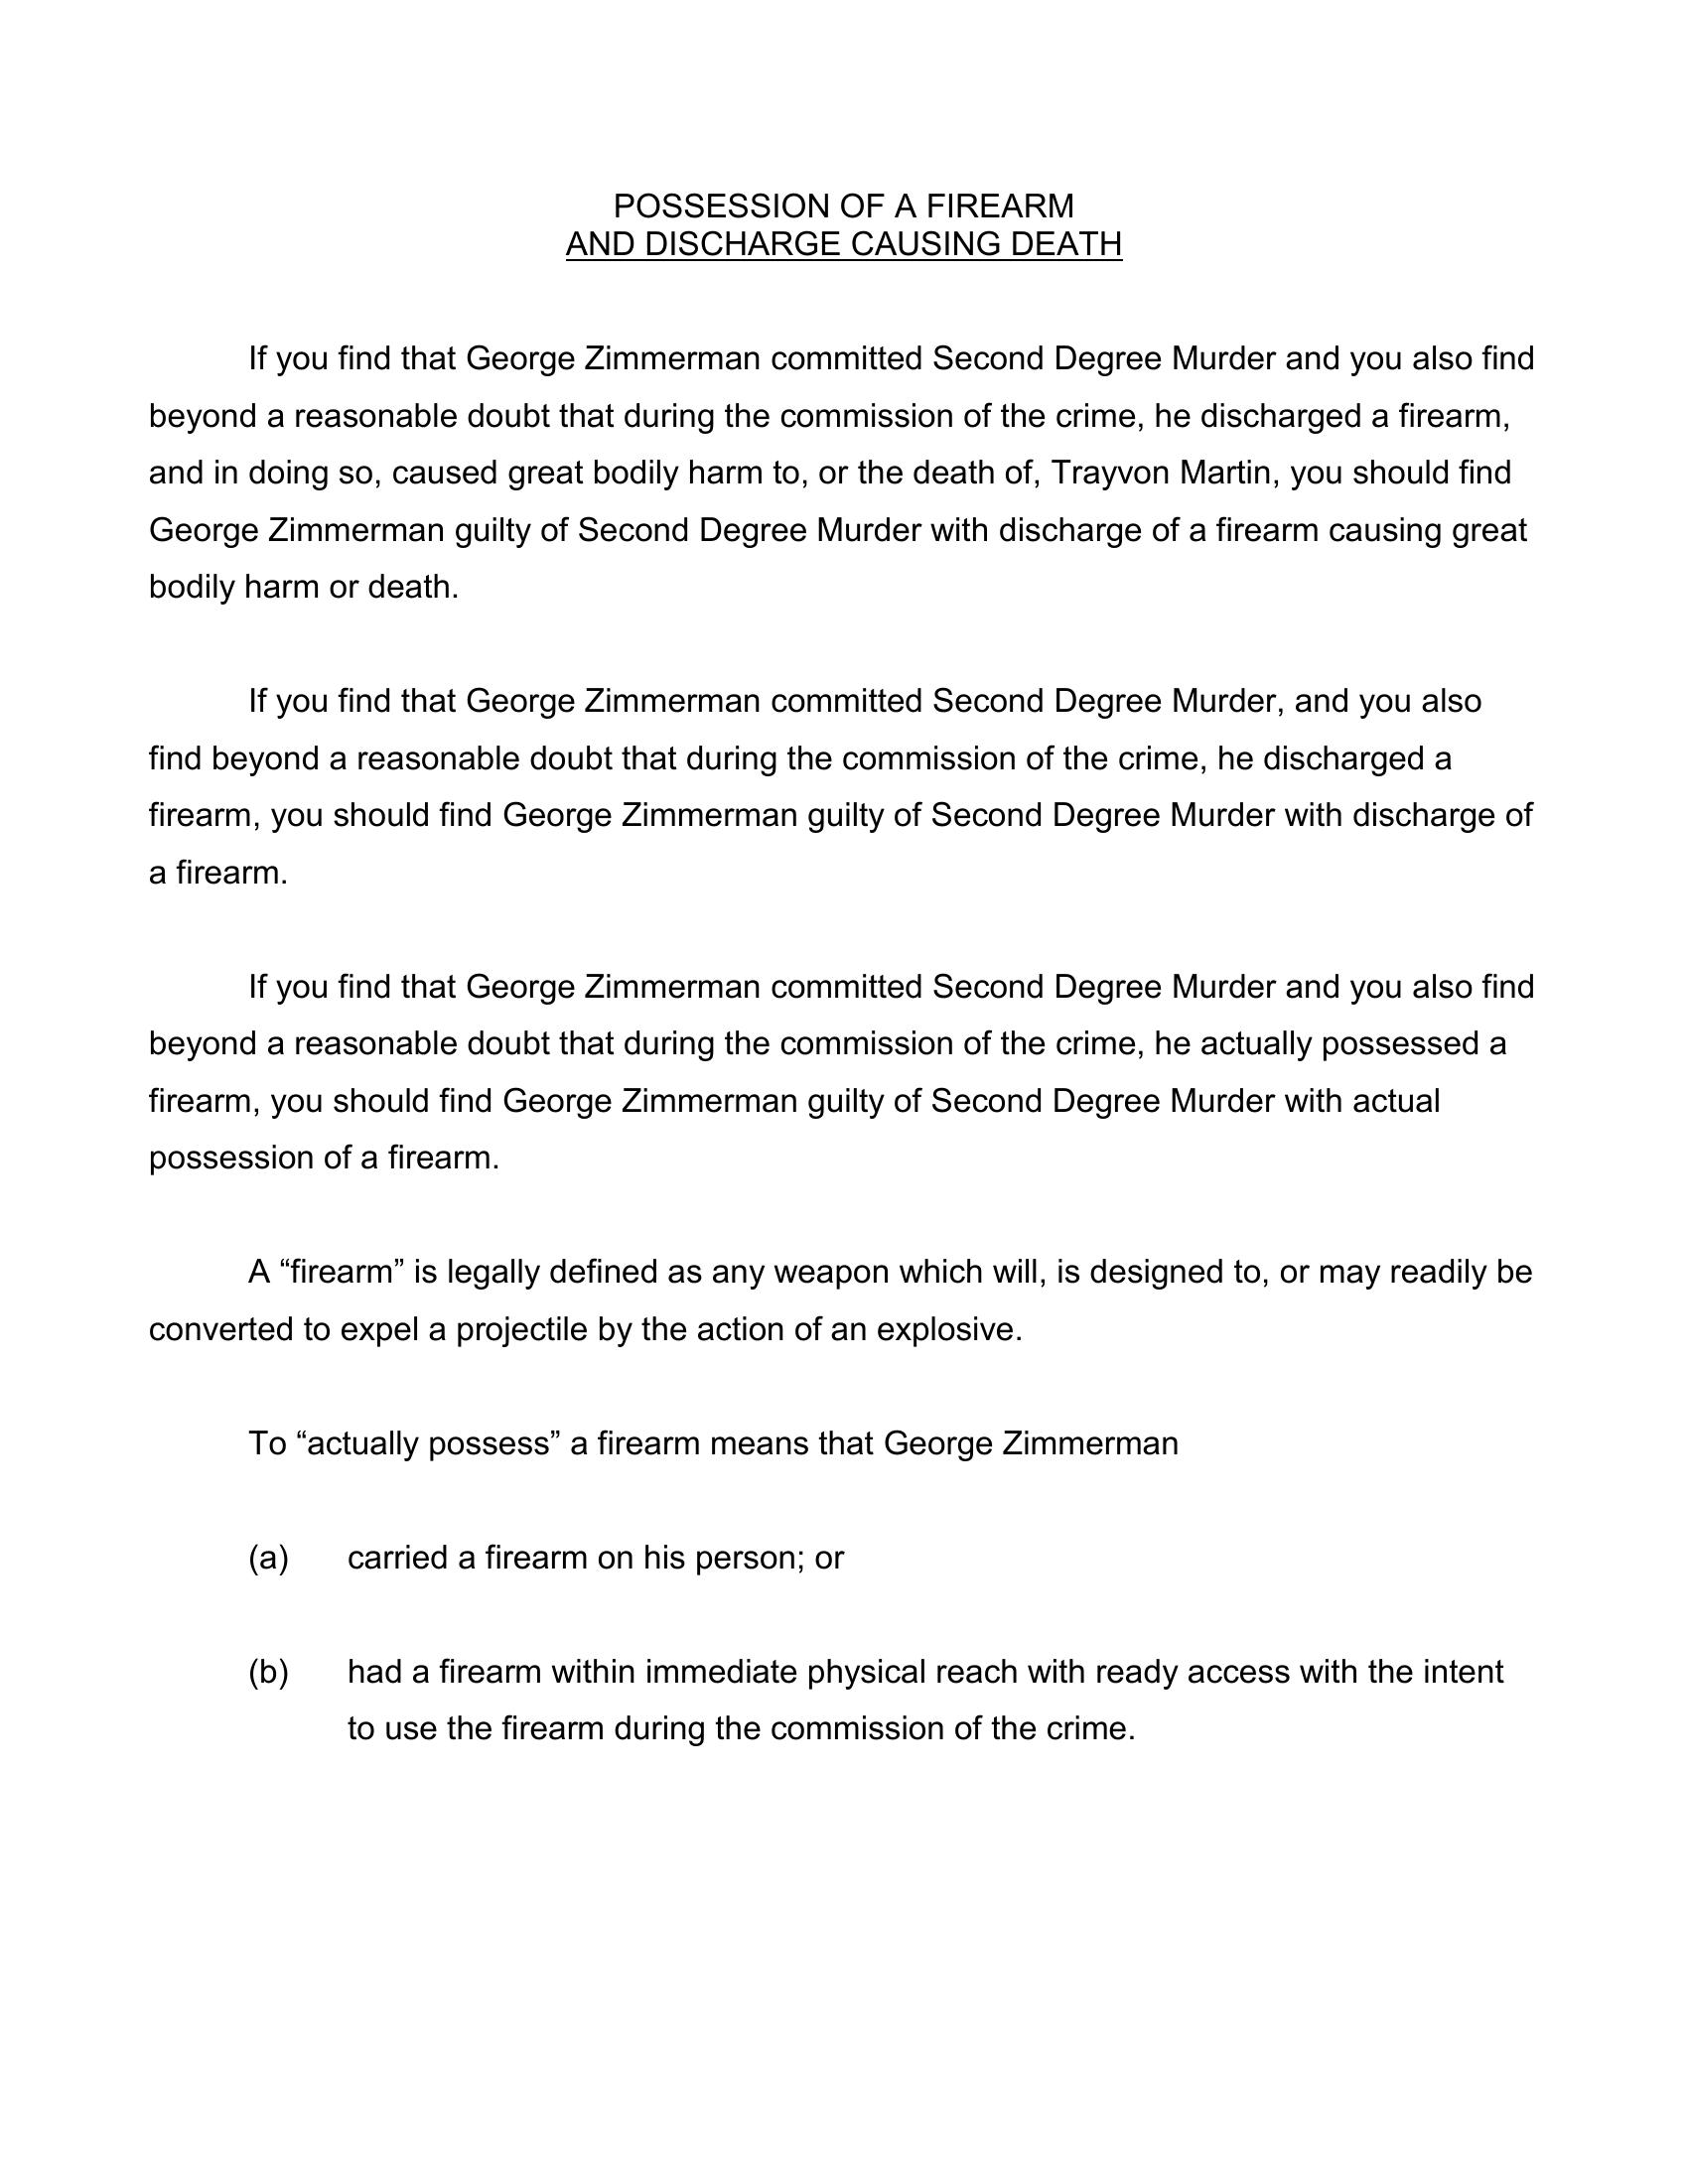 POSSESSION OF A FIREARM
AND DISCHARGE CAUSING DEATH
If you find that George Zimmerman committed Second Degree Murder and you also find
beyond a reasonable doubt that during the commission of the crime, he discharged a firearm,
and in doing so, caused great bodily harm to, or the death of, Trayvon Martin, you should find
George Zimmerman guilty of Second Degree Murder with discharge of a firearm causing great
bodily harm or death.
If you find that George Zimmerman committed Second Degree Murder, and you also
find beyond a reasonable doubt that during the commission of the crime, he discharged a
firearm, you should find George Zimmerman guilty of Second Degree Murder with discharge of
a firearm.
If you find that George Zimmerman committed Second Degree Murder and you also find
beyond a reasonable doubt that during the commission of the crime, he actually possessed a
firearm, you should find George Zimmerman guilty of Second Degree Murder with actual
possession of a firearm.
A “firearm” is legally defined as any weapon which will, is designed to, or may readily be
converted to expel a projectile by the action of an explosive.
To “actually possess” a firearm means that George Zimmerman
(a) carried a firearm on his person; or
(b) had a firearm within immediate physical reach with ready access with the intent
to use the firearm during the commission of the crime.